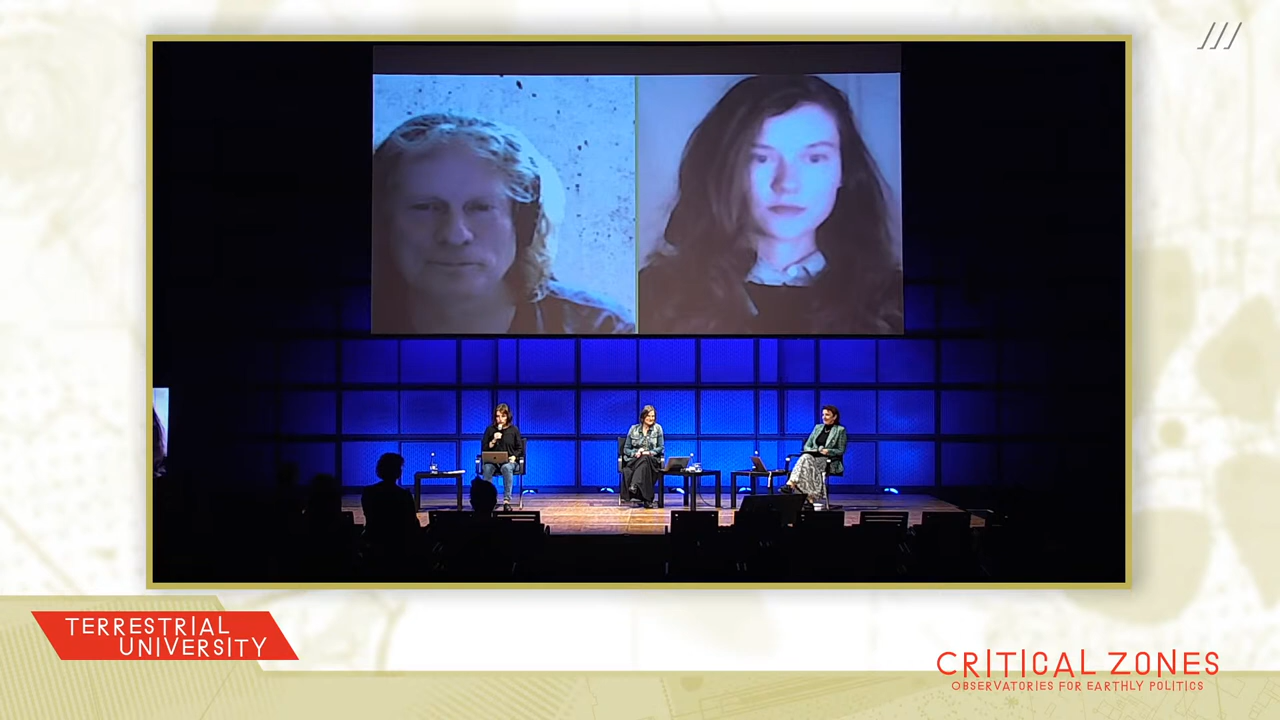 ///
TERRESTRIAL
UNIVERSITY
CRITICAL ZONES
OBSERVATORIES FOR EARTHLY POLITICS